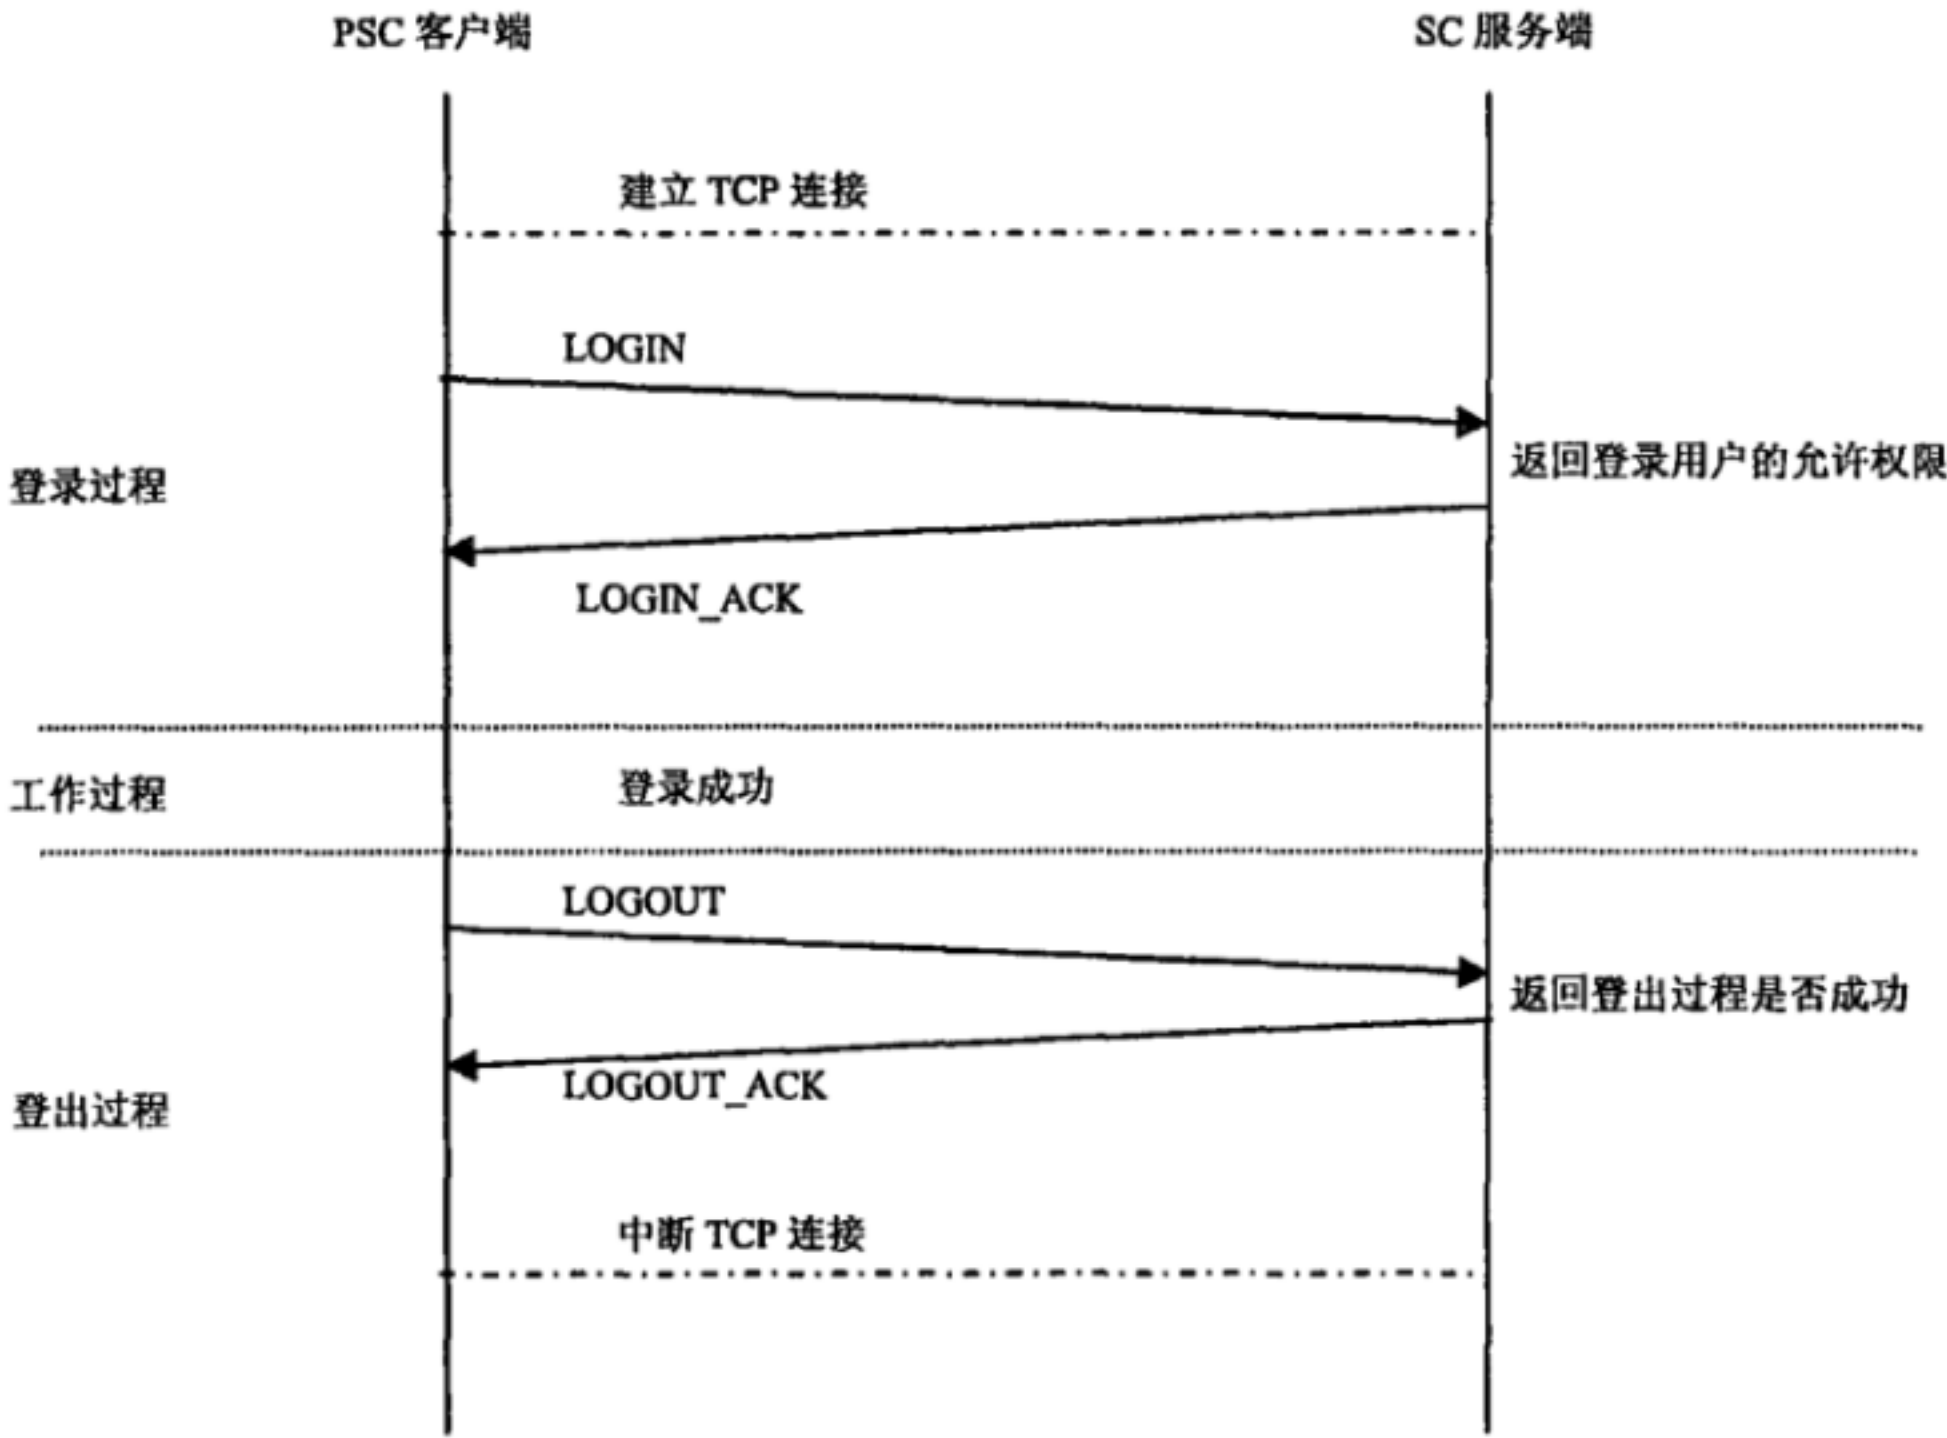 PSC 客户端
SC 服务端
建立 TCP 连接
LOGIN
返回登录用户的允许权限
登录过程
LOGIN_ACK
登录成功
工作过程
LOGOUT
返回登出过程是否成功
LOGOUT_ACK
登出过程
中断 TCP 连接